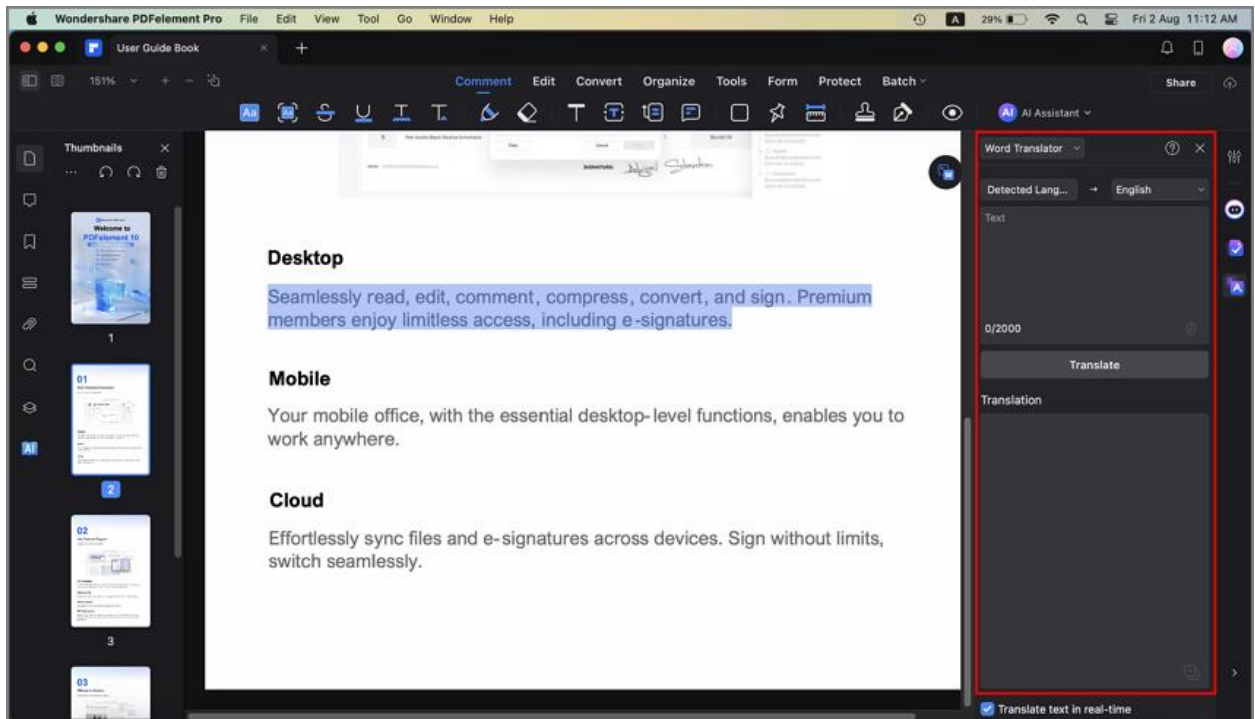 Wondershare PDFelement Pro File Edit View Tool Go Window Help A 29% Fri 2 Aug 11:12 AM
User Guide Book × +
151% Comment Edit Convert Organize Tools Form Protect Batch Share
AI Assistant
Thumbnails
Welcome to
PDFelement 10
1
01
2
02
3
03
SIGNATURE:
Desktop
Seamlessly read, edit, comment, compress, convert, and sign. Premium
members enjoy limitless access, including e-signatures.
Mobile
Your mobile office, with the essential desktop-level functions, enables you to
work anywhere.
Cloud
Effortlessly sync files and e-signatures across devices. Sign without limits,
switch seamlessly.
Word Translator
Detected Lang... → English
Text
0/2000
Translate
Translation
Translate text in real-time